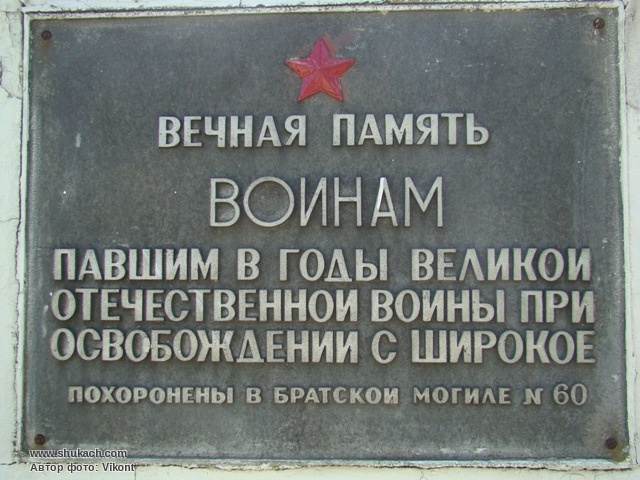 ВЕЧНАЯ ПАМЯТЬ
ВОИНАМ
ПАВШИМ В ГОДЫ ВЕЛИКОИ
ОТЕЧЕСТВЕННОИ ВОИНЫ ПРИ
ОСВОБОЖДЕНИИ С ШИРОКОЕ
ПОХОРОНЕНЫ В БРАТСКОИ МОГИЛЕ N 60
www.shukach.com
Автор фото: Vikont